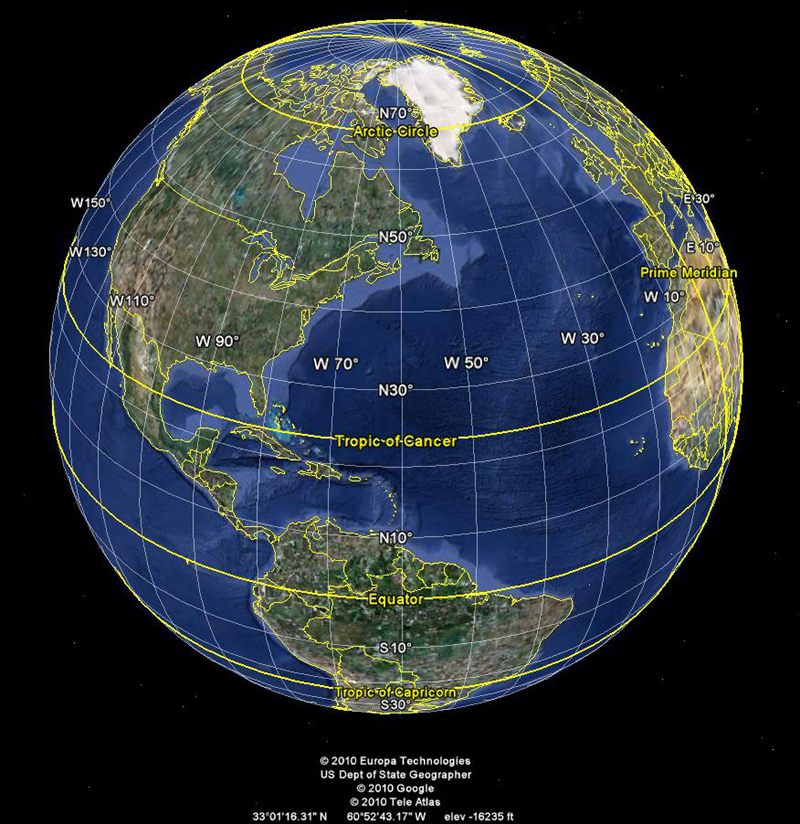 N70°
Arctic Circle
W150°
E 30°
N50°
E 10°
W130°
Prime Meridian
W110°
W 10°
W 90°
W 30°
W 70°
W 50°
N30°
Tropic of Cancer
N10°
Equator
S10°
Tropic of Capricorn
S30°
© 2010 Europa Technologies
US Dept of State Geographer
© 2010 Google
© 2010 Tele Atlas
33°01'16.31" N 60°52'43.17" W elev -16235 ft